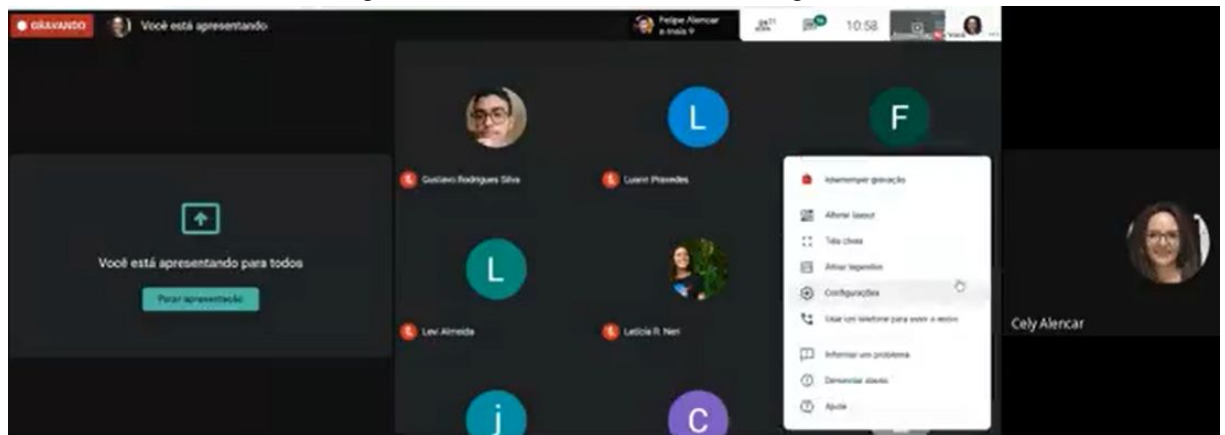 GRAVANDO
Você está apresentando
Felipe Alencar
e mais 9
10:58
L
F
Gustavo Rodrigues Silva
Luann Pravedes
Interromper gravação
Alterar layout
Tela cheia
Você está apresentando para todos
Parar apresentação
L
Ativar legendas
Configurações
Usar um telefone para ouvir o áudio
Levi Almeida
Letícia R. Neri
Cely Alencar
Informar um problema
Denunciar abuso
Ajuda
j
C